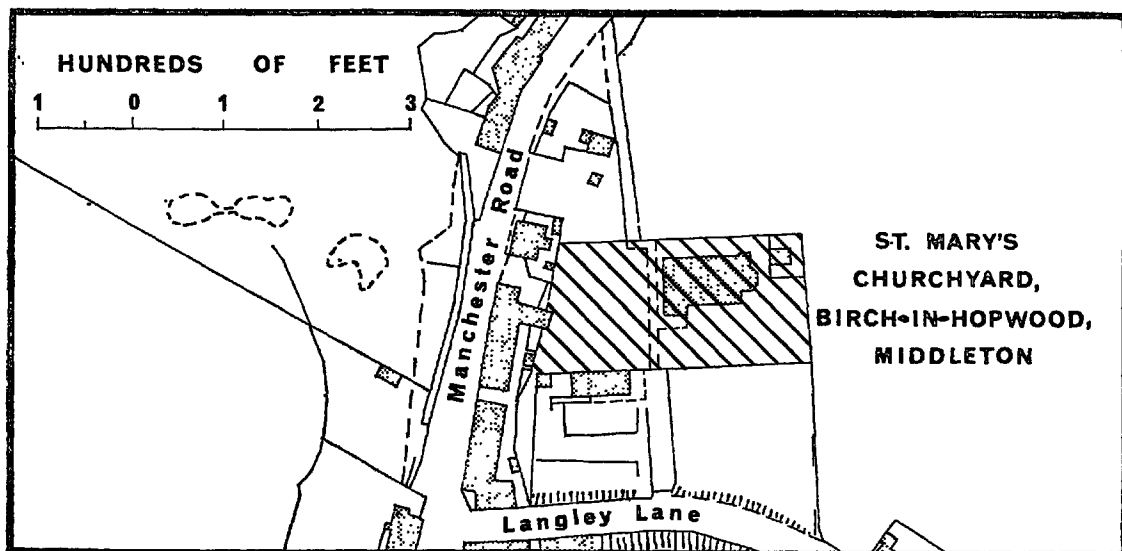 HUNDREDS OF FEET
1 0 1 2 3
Manchester Road
ST. MARY'S
CHURCHYARD,
BIRCH-IN-HOPWOOD,
MIDDLETON
Langley Lane